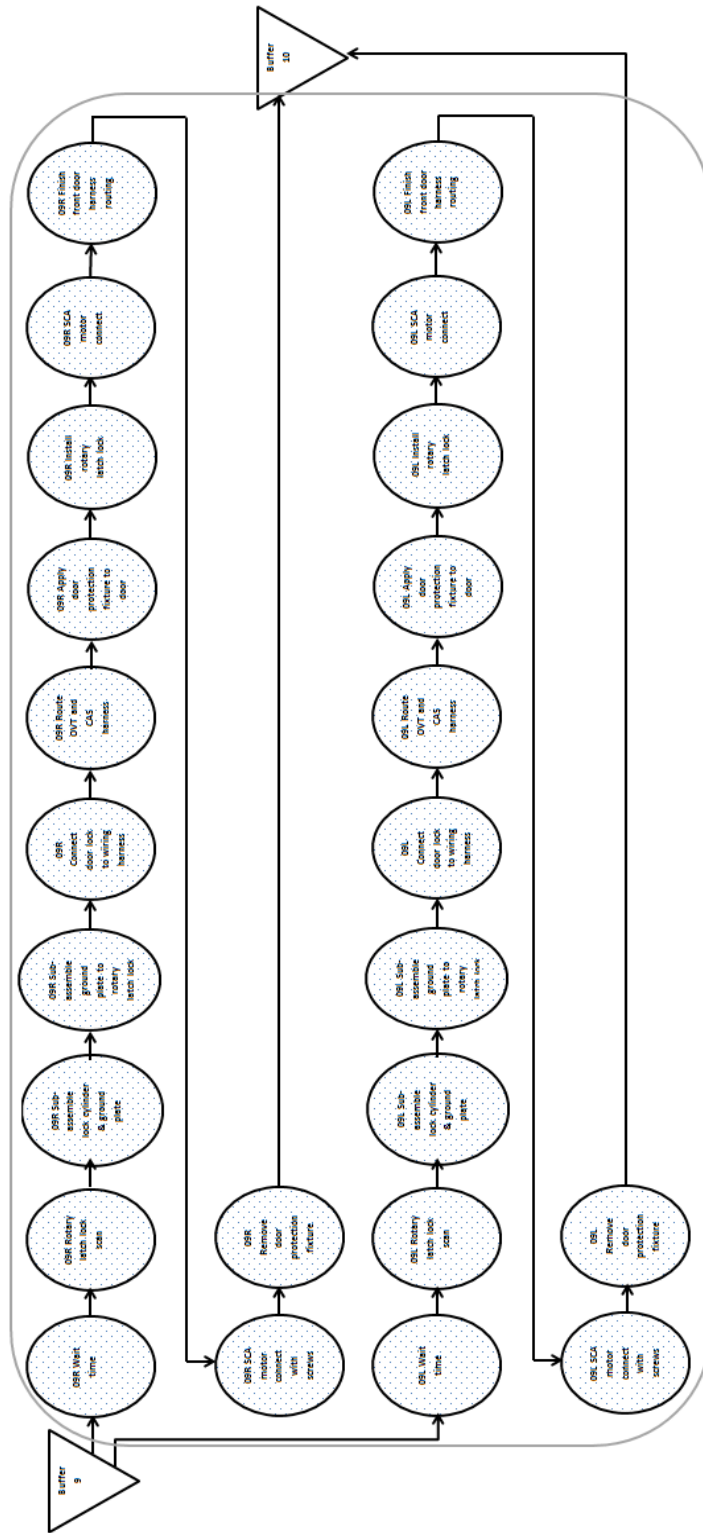 Buffer
9
09R Wait
time
09R Rotary
latch lock
scan
09R Sub-
assemble
lock cylinder
& ground
plate
09R Sub-
assemble
ground
plate to
rotary
latch lock
09R
Connect
door lock
to wiring
harness
09R Route
OVT and
CAS
harness
09R Apply
door
protection
fixture to
door
09R Install
rotary
latch lock
09R SCA
motor
connect
09R Finish
front door
harness
routing
09R SCA
motor
connect
with
screws
09R
Remove
door
protection
fixture
09L Wait
time
09L Rotary
latch lock
scan
09L Sub-
assemble
lock cylinder
& ground
plate
09L Sub-
assemble
ground
plate to
rotary
latch lock
09L
Connect
door lock
to wiring
harness
09L Route
OVT and
CAS
harness
09L Apply
door
protection
fixture to
door
09L Install
rotary
latch lock
09L SCA
motor
connect
09L Finish
front door
harness
routing
09L SCA
motor
connect
with
screws
09L
Remove
door
protection
fixture
Buffer
10